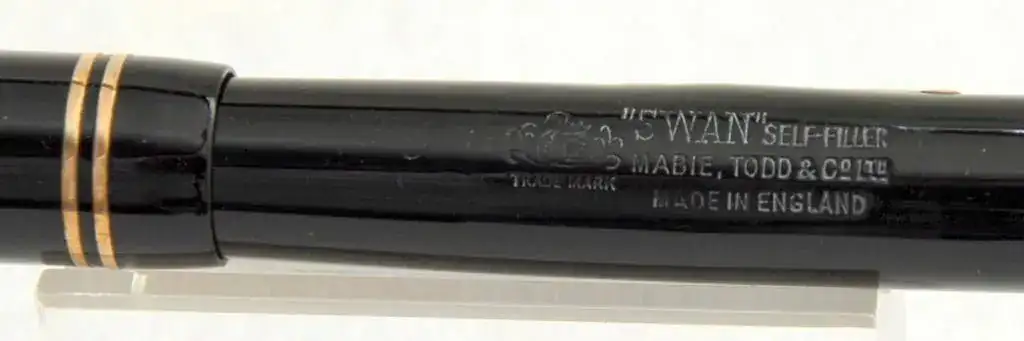 "SWAN" SELF-FILLER
MABIE, TODD & Co LTD
MADE IN ENGLAND
TRADE MARK